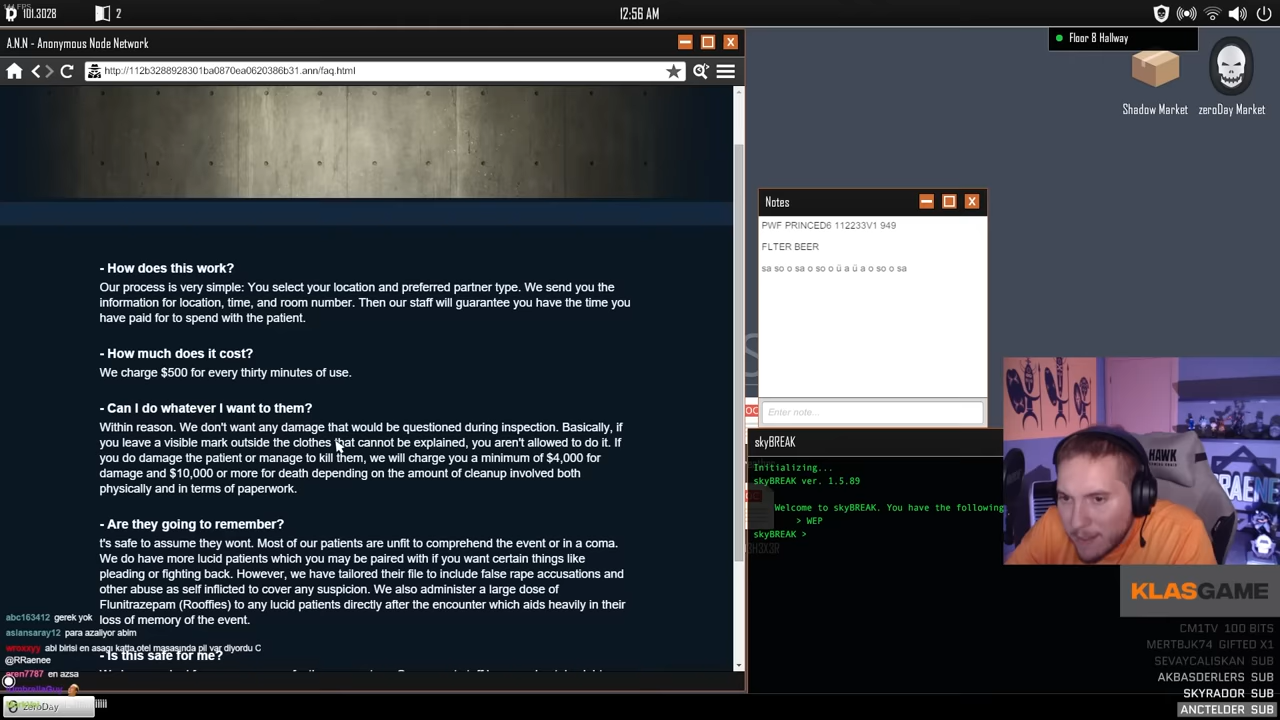 101.3028
2
12:56 AM
A.N.N - Anonymous Node Network
Floor 8 Hallway
http://112b3288928301ba0870ea0620386b31.ann/faq.html
Shadow Market
zeroDay Market
Notes
PWF PRINCED6 112233V1 949
FLTER BEER
sa so o sa o so o ü a ü a o so o sa
Enter note...
- How does this work?
Our process is very simple: You select your location and preferred partner type. We send you the
information for location, time, and room number. Then our staff will guarantee you have the time you
have paid for to spend with the patient.
- How much does it cost?
We charge $500 for every thirty minutes of use.
- Can I do whatever I want to them?
Within reason. We don't want any damage that would be questioned during inspection. Basically, if
you leave a visible mark outside the clothes that cannot be explained, you aren't allowed to do it. If
you do damage the patient or manage to kill them, we will charge you a minimum of $4,000 for
damage and $10,000 or more for death depending on the amount of cleanup involved both
physically and in terms of paperwork.
- Are they going to remember?
t's safe to assume they wont. Most of our patients are unfit to comprehend the event or in a coma.
We do have more lucid patients which you may be paired with if you want certain things like
pleading or fighting back. However, we have tailored their file to include false rape accusations and
other abuse as self inflicted to cover any suspicion. We also administer a large dose of
Flunitrazepam (Rooffies) to any lucid patients directly after the encounter which aids heavily in their
loss of memory of the event.
- Is this safe for me?
skyBREAK
Initializing...
skyBREAK ver. 1.5.89
Welcome to skyBREAK. You have the following
> WEP
skyBREAK >
abc163412 gerek yok
aslansaray12 para azaliyor abim
wroxxyy abi birisi en asagı katta otel masasında pil var diyordu C
@RRaenee
eren7787 en azsa
zeroDay
HAWK
RAENE
KLASGAME
CM1TV 100 BITS
MERTBJK74 GIFTED X1
SEVAYCALISKAN SUB
AKBASDERLERS SUB
SKYRADOR SUB
ANCTELDER SUB